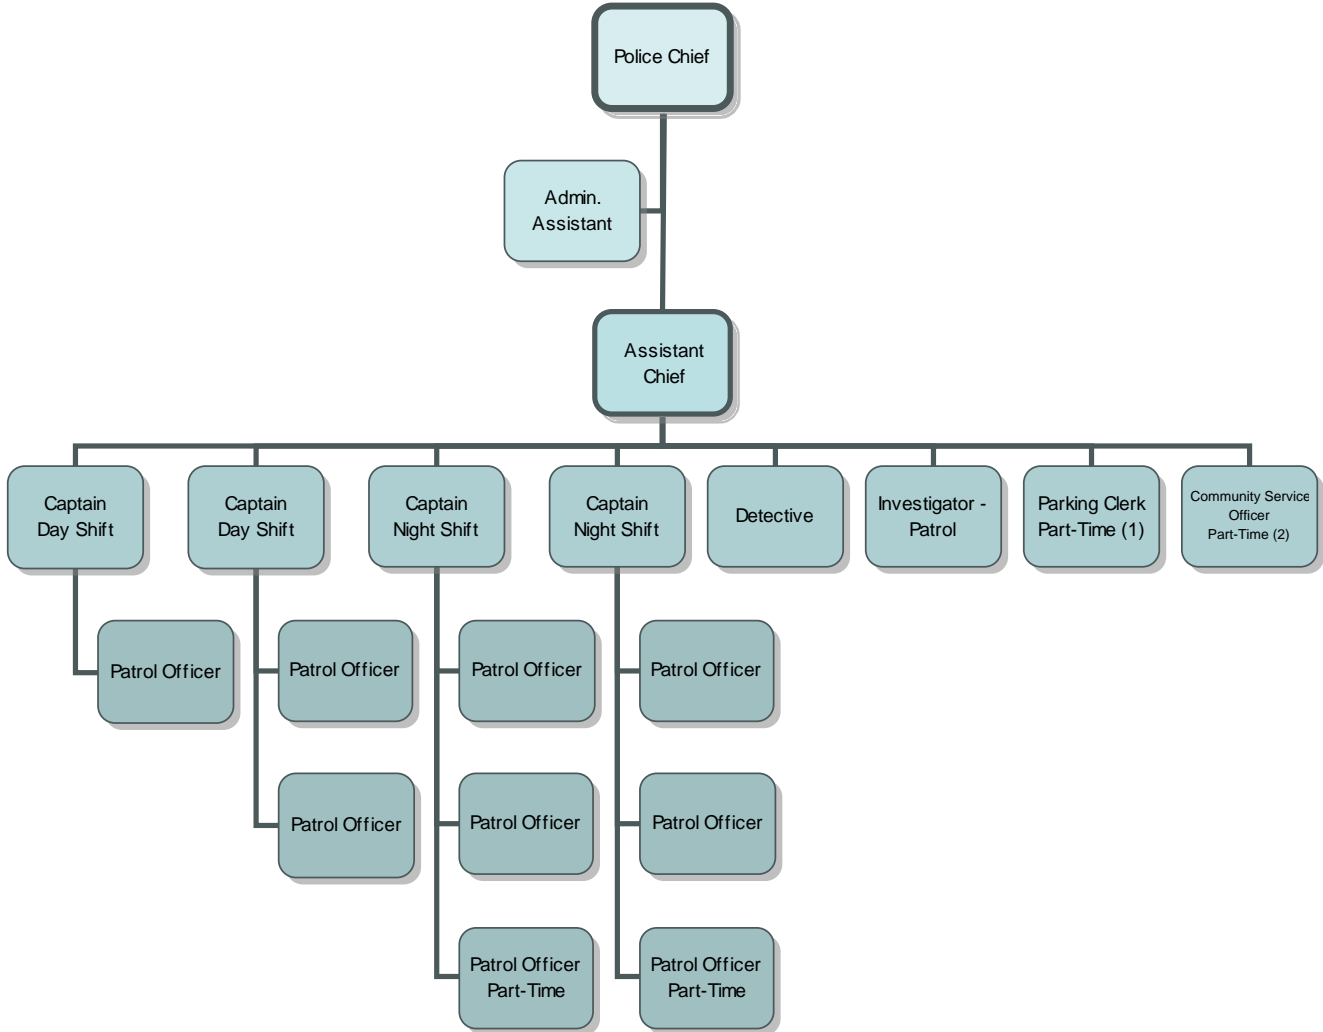 Police Chief
Admin.
Assistant
Assistant
Chief
Captain
Day Shift
Captain
Day Shift
Captain
Night Shift
Captain
Night Shift
Detective
Investigator -
Patrol
Parking Clerk
Part-Time (1)
Community Service
Officer
Part-Time (2)
Patrol Officer
Patrol Officer
Patrol Officer
Patrol Officer
Patrol Officer
Patrol Officer
Patrol Officer
Patrol Officer
Part-Time
Patrol Officer
Part-Time